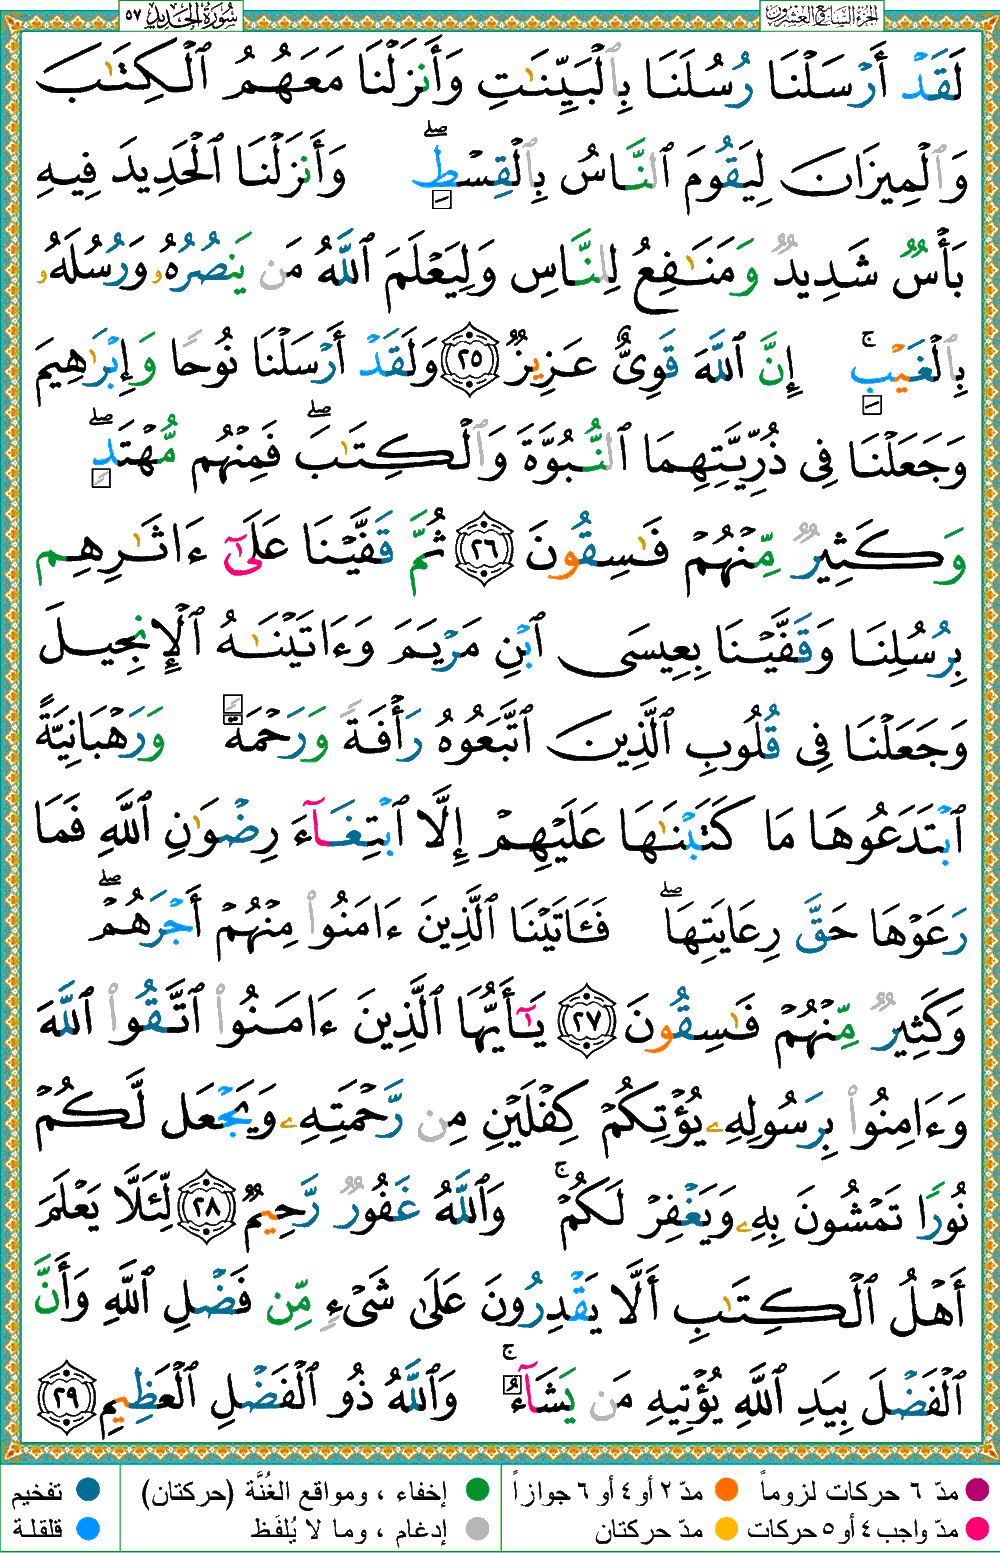 سُورَةُ الحَدِيدِ ٥٧
الجزء السابع العشرون
لَقَدْ أَرْسَلْنَا رُسُلَنَا بِٱلْبَيِّنَـٰتِ وَأَنزَلْنَا مَعَهُمُ ٱلْكِتَـٰبَ
وَٱلْمِيزَانَ لِيَقُومَ ٱلنَّاسُ بِٱلْقِسْطِ ۖ وَأَنزَلْنَا ٱلْحَدِيدَ فِيهِ
بَأْسٌ شَدِيدٌ وَمَنَـٰفِعُ لِلنَّاسِ وَلِيَعْلَمَ ٱللَّهُ مَن يَنصُرُهُۥ وَرُسُلَهُۥ
بِٱلْغَيْبِ ۚ إِنَّ ٱللَّهَ قَوِىٌّ عَزِيزٌ ٢٥ وَلَقَدْ أَرْسَلْنَا نُوحًا وَإِبْرَٰهِيمَ
وَجَعَلْنَا فِى ذُرِّيَّتِهِمَا ٱلنُّبُوَّةَ وَٱلْكِتَـٰبَ ۖ فَمِنْهُم مُّهْتَدٍ ۖ
وَكَثِيرٌ مِّنْهُمْ فَـٰسِقُونَ ٢٦ ثُمَّ قَفَّيْنَا عَلَىٰٓ ءَاثَـٰرِهِم
بِرُسُلِنَا وَقَفَّيْنَا بِعِيسَى ٱبْنِ مَرْيَمَ وَءَاتَيْنَـٰهُ ٱلْإِنجِيلَ
وَجَعَلْنَا فِى قُلُوبِ ٱلَّذِينَ ٱتَّبَعُوهُ رَأْفَةً وَرَحْمَةً وَرَهْبَانِيَّةً
ٱبْتَدَعُوهَا مَا كَتَبْنَـٰهَا عَلَيْهِمْ إِلَّا ٱبْتِغَآءَ رِضْوَٰنِ ٱللَّهِ فَمَا
رَعَوْهَا حَقَّ رِعَايَتِهَا ۖ فَـَٔاتَيْنَا ٱلَّذِينَ ءَامَنُوا۟ مِنْهُمْ أَجْرَهُمْ ۖ
وَكَثِيرٌ مِّنْهُمْ فَـٰسِقُونَ ٢٧ يَـٰٓأَيُّهَا ٱلَّذِينَ ءَامَنُوا۟ ٱتَّقُوا۟ ٱللَّهَ
وَءَامِنُوا۟ بِرَسُولِهِۦ يُؤْتِكُمْ كِفْلَيْنِ مِن رَّحْمَتِهِۦ وَيَجْعَل لَّكُمْ
نُورًا تَمْشُونَ بِهِۦ وَيَغْفِرْ لَكُمْ ۚ وَٱللَّهُ غَفُورٌ رَّحِيمٌ ٢٨ لِّئَلَّا يَعْلَمَ
أَهْلُ ٱلْكِتَـٰبِ أَلَّا يَقْدِرُونَ عَلَىٰ شَىْءٍ مِّن فَضْلِ ٱللَّهِ وَأَنَّ
ٱلْفَضْلَ بِيَدِ ٱللَّهِ يُؤْتِيهِ مَن يَشَآءُ ۚ وَٱللَّهُ ذُو ٱلْفَضْلِ ٱلْعَظِيمِ ٢٩
مدّ ٦ حركات لزوماً
مدّ ٢ أو ٤ أو ٦ جوازاً
إخفاء ، ومواقع الغُنَّة (حركتان)
تفخيم
مدّ واجب ٤ أو ٥ حركات
مدّ حركتان
إدغام ، وما لا يُلفَظ
قلقلة